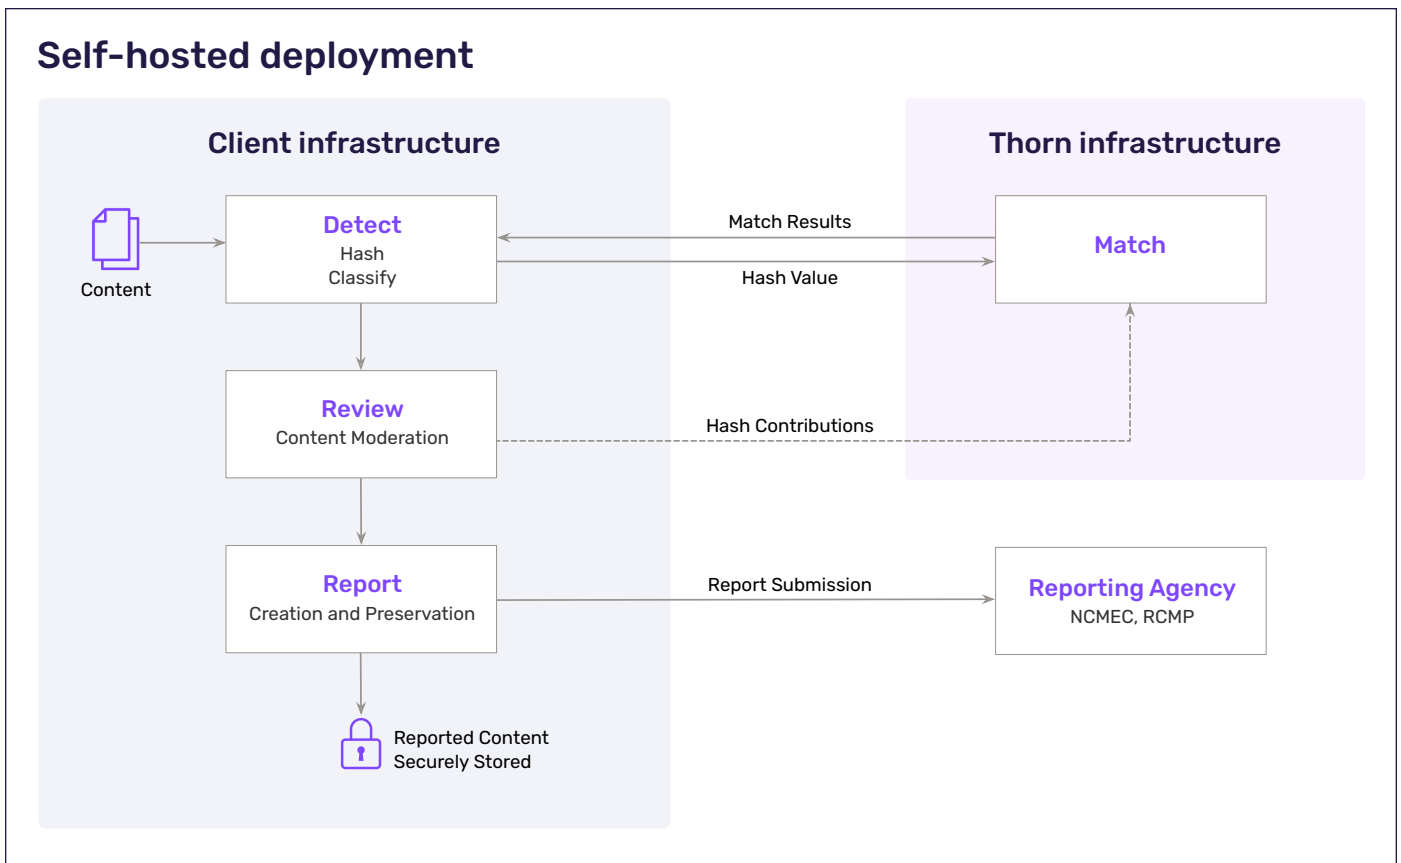 Self-hosted deployment
Client infrastructure
Thorn infrastructure
Content
Detect
Hash
Classify
Match Results
Hash Value
Match
Review
Content Moderation
Hash Contributions
Report
Creation and Preservation
Report Submission
Reporting Agency
NCMEC, RCMP
Reported Content
Securely Stored